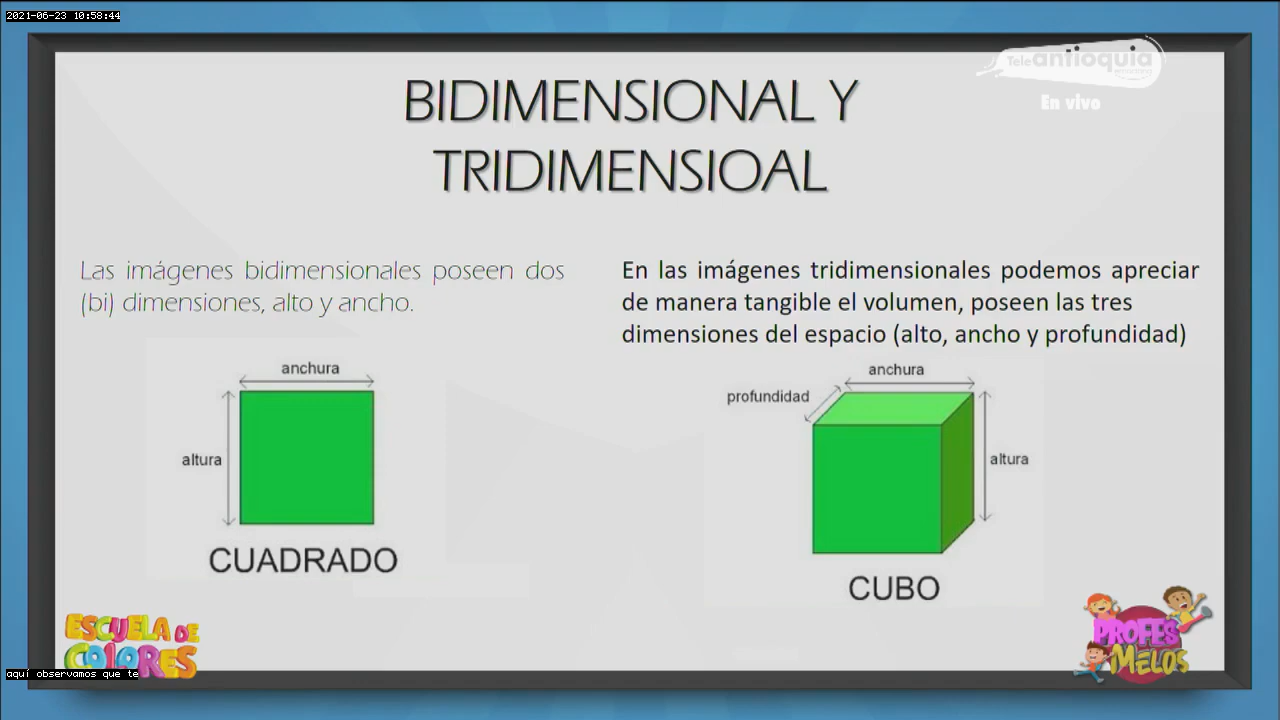 2021-06-23 10:58:44
Teleantioquia
En vivo
BIDIMENSIONAL Y
TRIDIMENSIOAL
Las imágenes bidimensionales poseen dos
(bi) dimensiones, alto y ancho.
En las imágenes tridimensionales podemos apreciar
de manera tangible el volumen, poseen las tres
dimensiones del espacio (alto, ancho y profundidad)
anchura
altura
CUADRADO
anchura
profundidad
altura
CUBO
ESCUELA DE
COLORES
PROFES
MELOS
aquí observamos que te